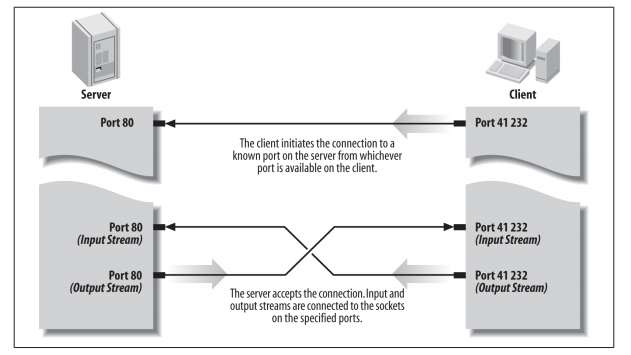 Server
Client
Port 80
Port 41 232
The client initiates the connection to a
known port on the server from whichever
port is available on the client.
Port 80
(Input Stream)
Port 41 232
(Input Stream)
Port 80
(Output Stream)
Port 41 232
(Output Stream)
The server accepts the connection. Input and
output streams are connected to the sockets
on the specified ports.